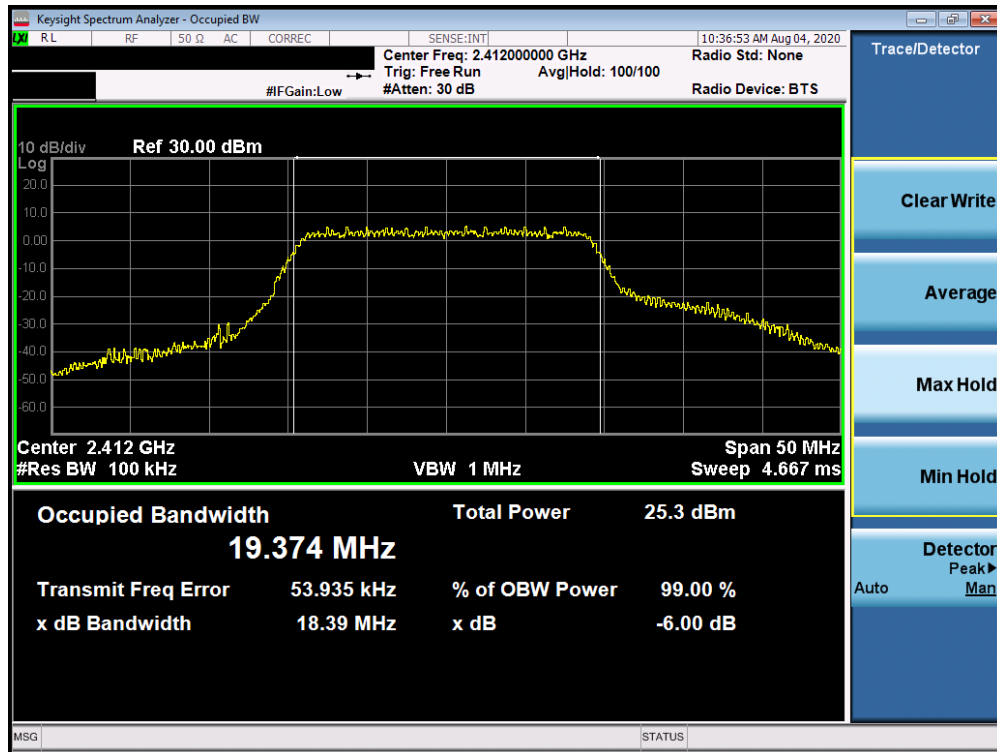 Keysight Spectrum Analyzer - Occupied BW
LXI RL RF 50 Ω AC CORREC SENSE:INT 10:36:53 AM Aug 04, 2020
Center Freq: 2.412000000 GHz Radio Std: None
Trig: Free Run Avg|Hold: 100/100
#IFGain:Low #Atten: 30 dB Radio Device: BTS
Trace/Detector
10 dB/div Ref 30.00 dBm
Log
20.0
10.0
0.00
-10.0
-20.0
-30.0
-40.0
-50.0
-60.0
Center 2.412 GHz Span 50 MHz
#Res BW 100 kHz VBW 1 MHz Sweep 4.667 ms
Occupied Bandwidth Total Power 25.3 dBm
19.374 MHz
Transmit Freq Error 53.935 kHz % of OBW Power 99.00 %
x dB Bandwidth 18.39 MHz x dB -6.00 dB
Clear Write
Average
Max Hold
Min Hold
Detector
Peak▶
Auto Man
MSG STATUS